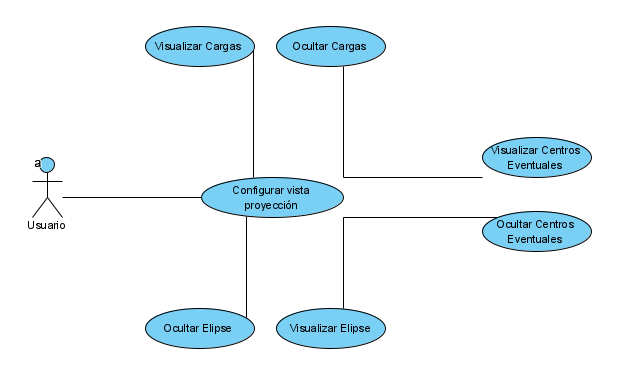 Visualizar Cargas
Ocultar Cargas
Visualizar Centros
Eventuales
a
Configurar vista
proyección
Usuario
Ocultar Centros
Eventuales
Ocultar Elipse
Visualizar Elipse